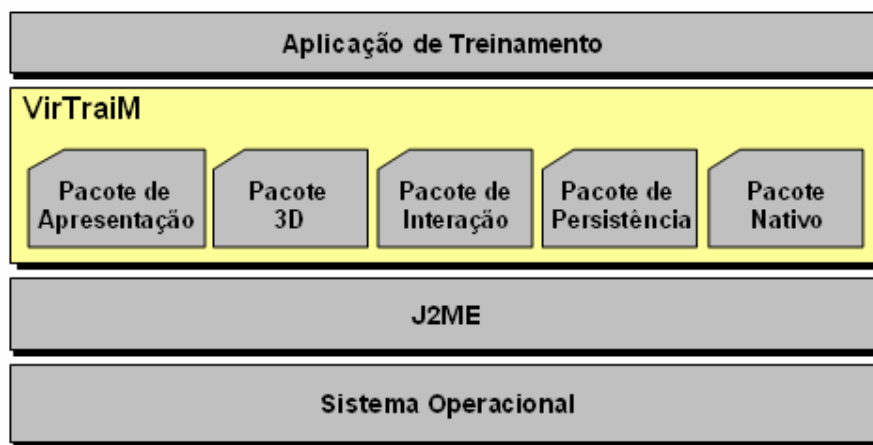 Aplicação de Treinamento
VirTraiM
Pacote de
Apresentação
Pacote
3D
Pacote de
Interação
Pacote de
Persistência
Pacote
Nativo
J2ME
Sistema Operacional